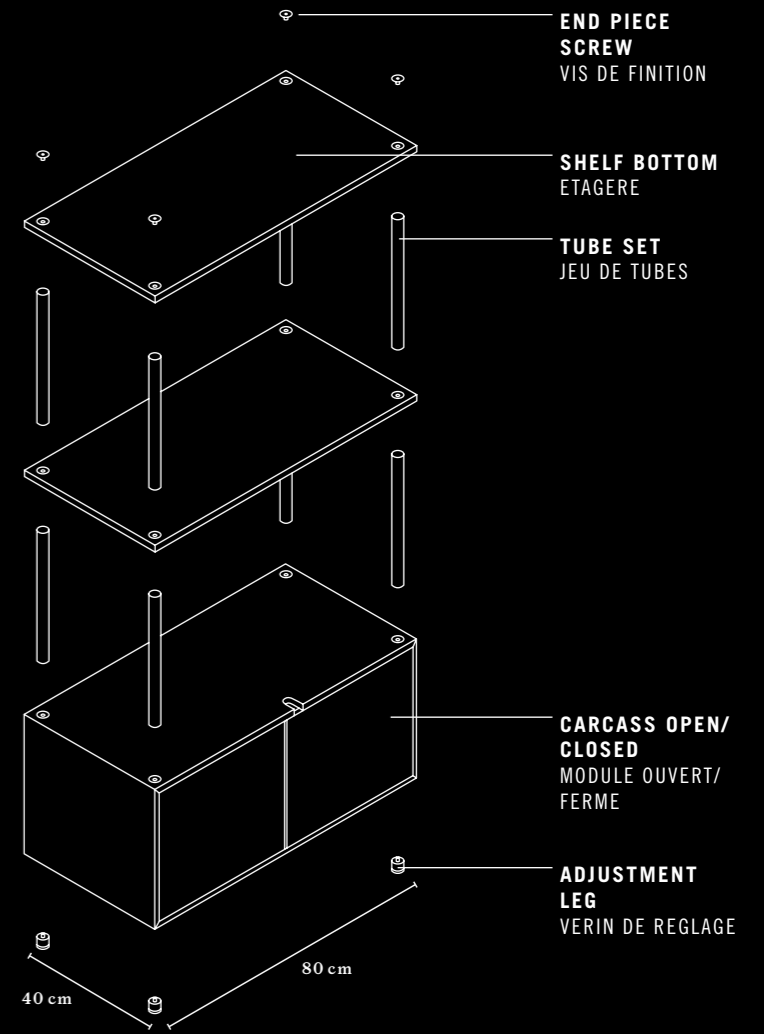 END PIECE
SCREW
VIS DE FINITION
SHELF BOTTOM
ETAGERE
TUBE SET
JEU DE TUBES
CARCASS OPEN/
CLOSED
MODULE OUVERT/
FERME
ADJUSTMENT
LEG
VERIN DE REGLAGE
80 cm
40 cm